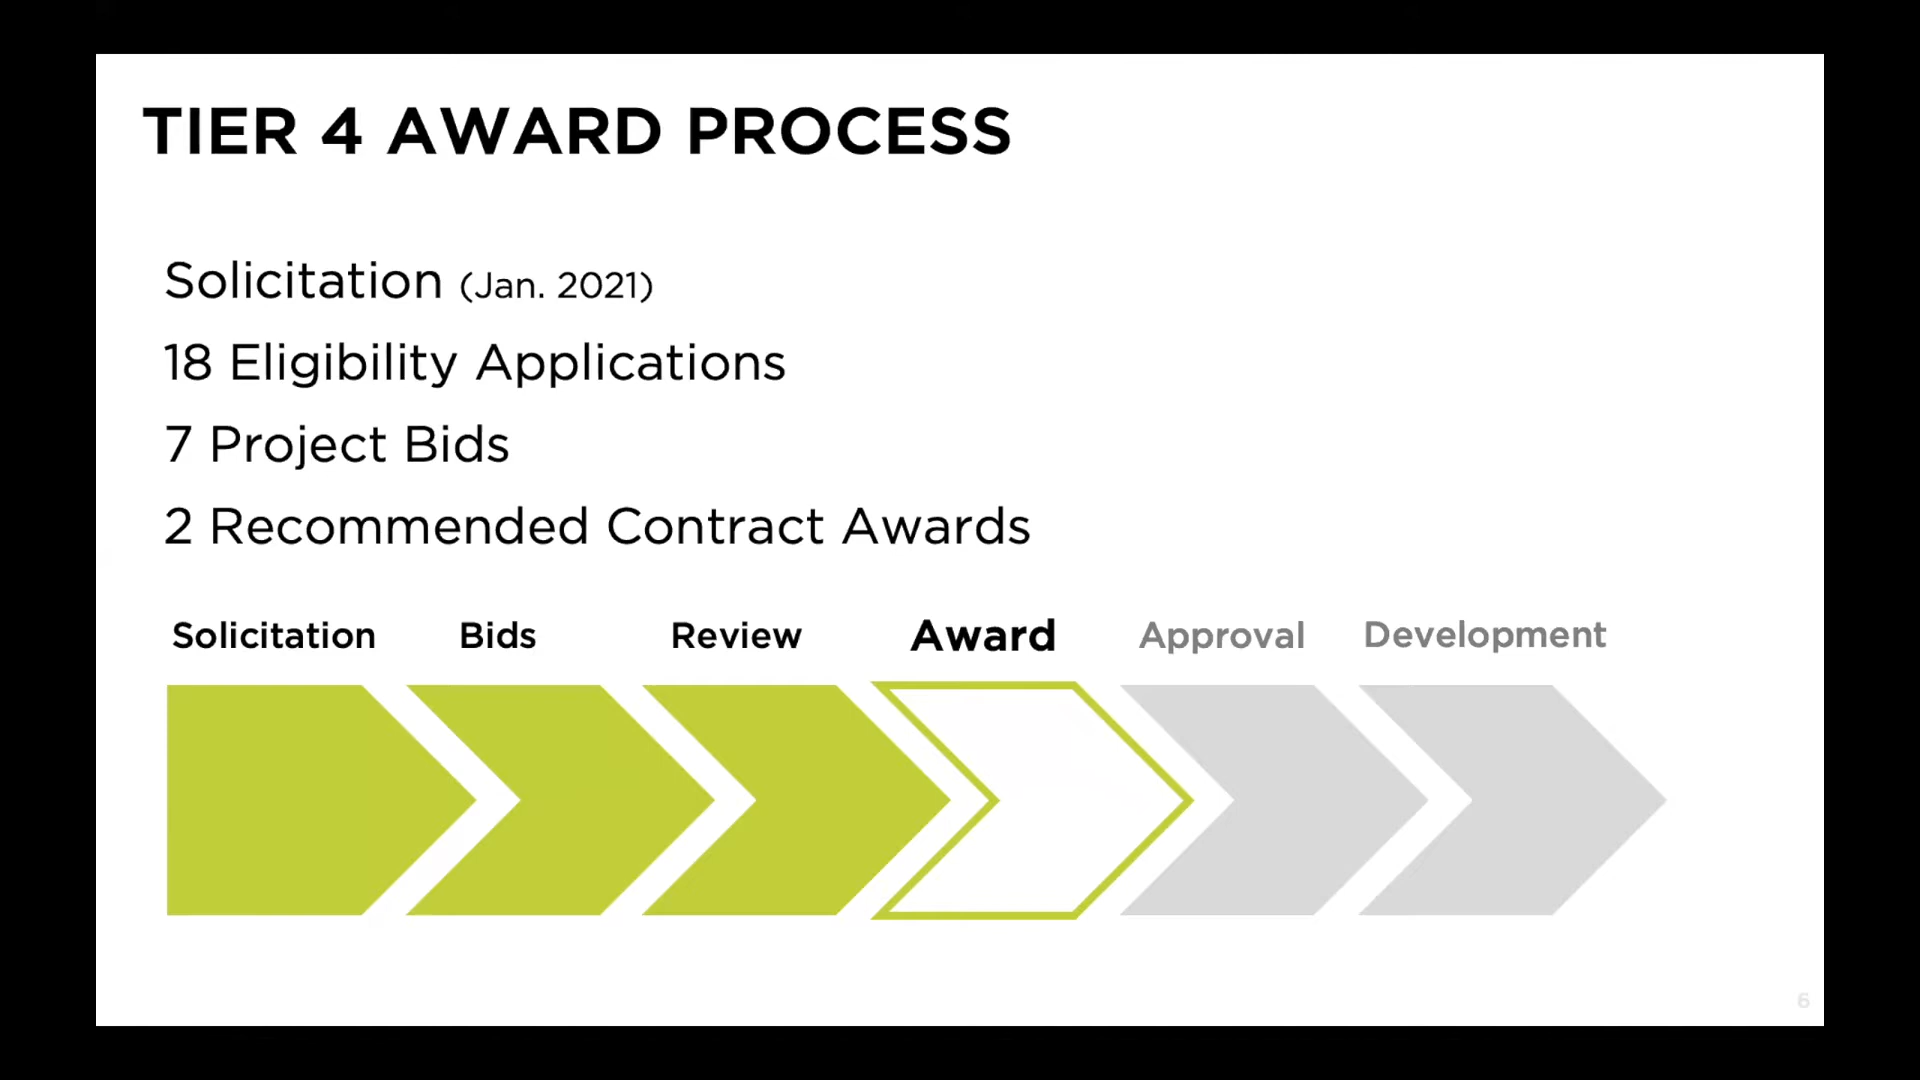 TIER 4 AWARD PROCESS
Solicitation (Jan. 2021)
18 Eligibility Applications
7 Project Bids
2 Recommended Contract Awards
Solicitation Bids Review Award Approval Development
6